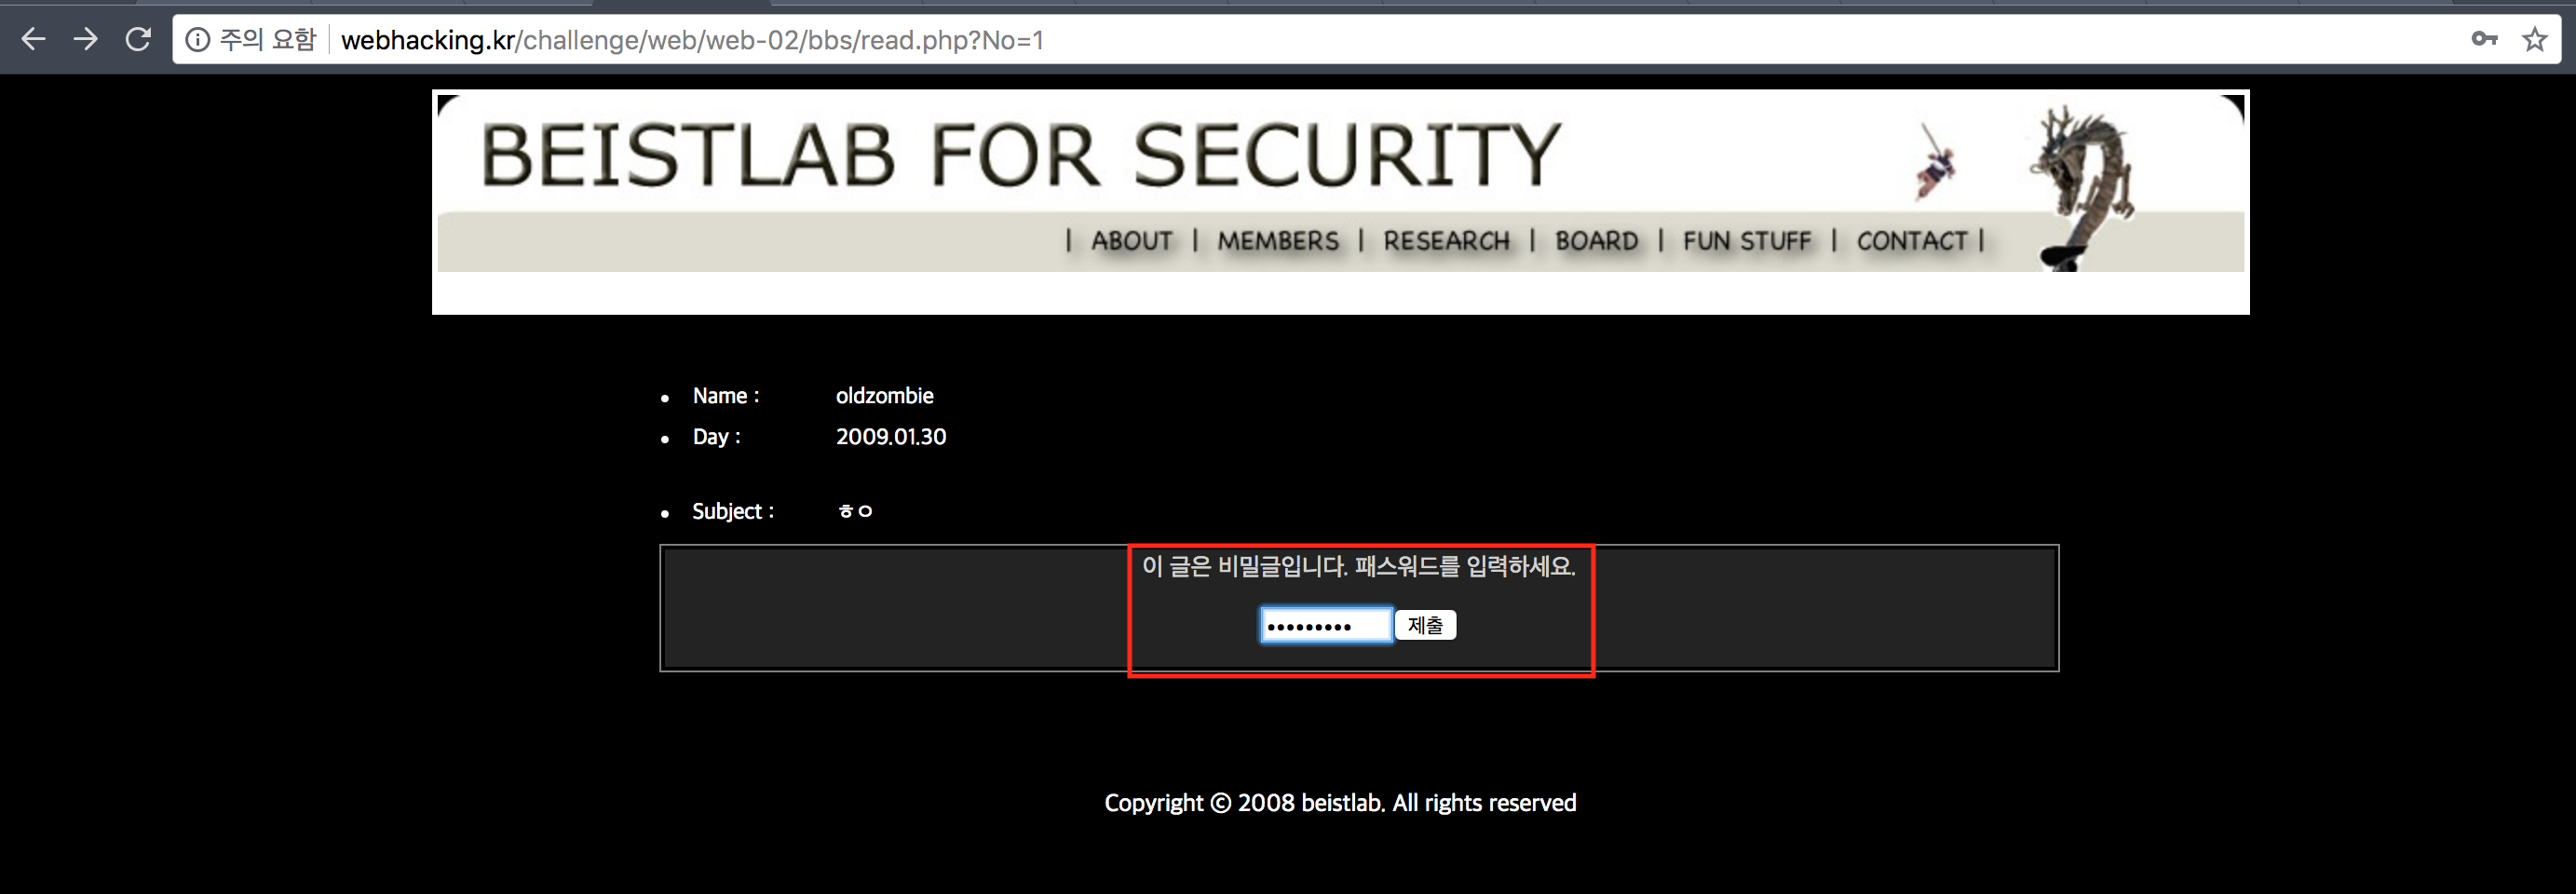 주의 요함 webhacking.kr/challenge/web/web-02/bbs/read.php?No=1
BEISTLAB FOR SECURITY
| ABOUT | MEMBERS | RESEARCH | BOARD | FUN STUFF | CONTACT |
Name : oldzombie
Day : 2009.01.30
Subject : ㅎㅇ
이 글은 비밀글입니다. 패스워드를 입력하세요.
제출
Copyright © 2008 beistlab. All rights reserved